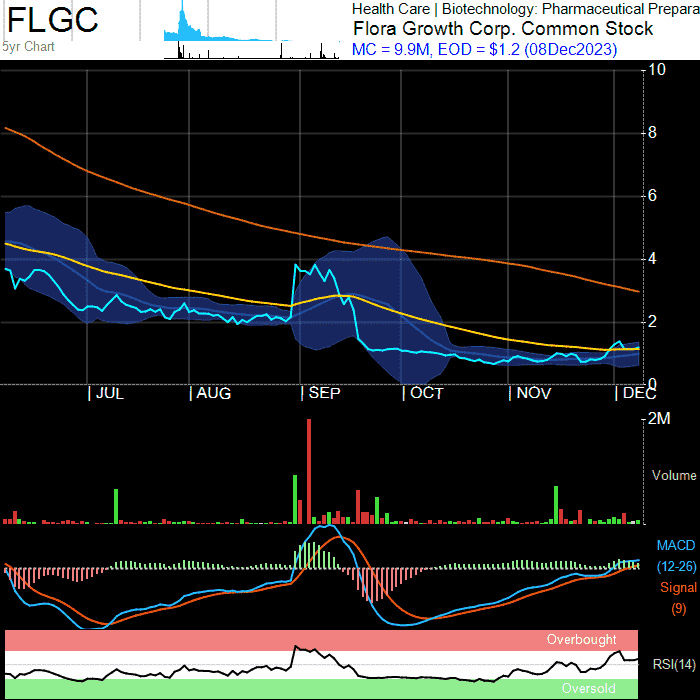 FLGC
5yr Chart
Health Care | Biotechnology: Pharmaceutical Prepara
Flora Growth Corp. Common Stock
MC = 9.9M, EOD = $1.2 (08Dec2023)
10
8
6
4
2
0
| JUL | AUG | SEP | OCT | NOV | DEC
2M
Volume
MACD
(12-26)
Signal
(9)
Overbought
RSI(14)
Oversold